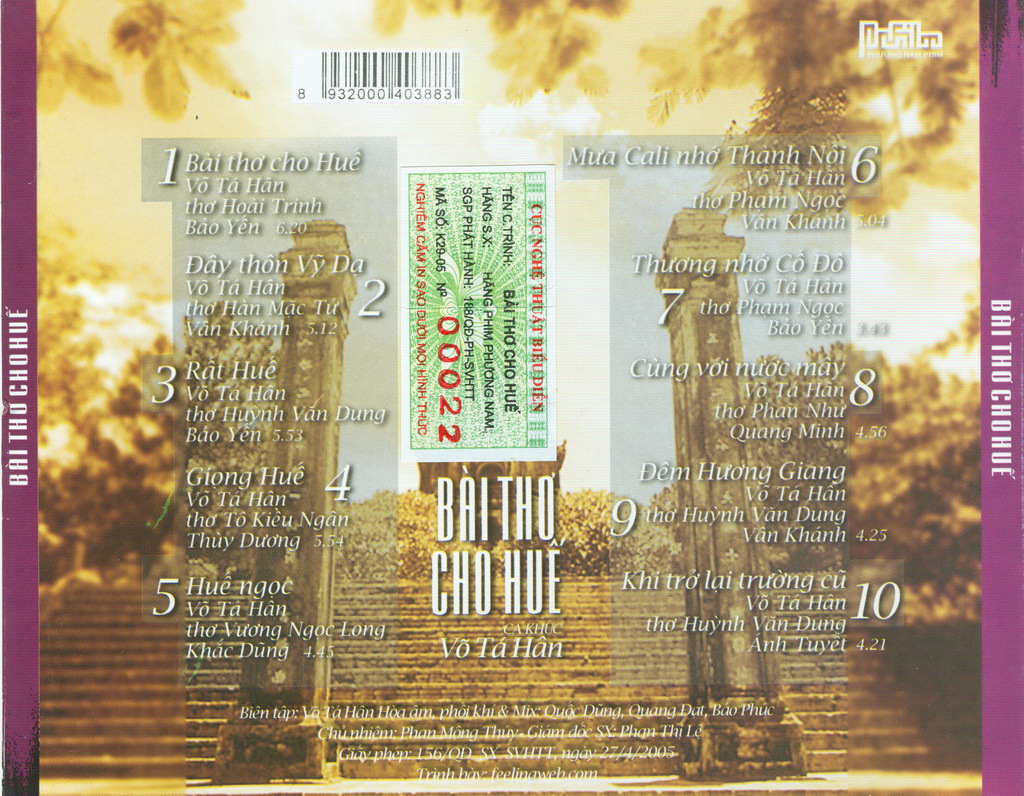 BÀI THƠ CHO HUẾ
PHƯƠNG NAM PHIM
8 932000 403883
1 Bài thơ cho Huế
Võ Tá Hân
thơ Hoài Trinh
Bảo Yến 6.20
Đây thôn Vỹ Dạ
Võ Tá Hân 2
thơ Hàn Mặc Tử
Vân Khánh 5.12
3 Rất Huế
Võ Tá Hân
thơ Huỳnh Văn Dung
Bảo Yến 5.53
Giọng Huế 4
Võ Tá Hân
thơ Tô Kiều Ngân
Thùy Dương 5.54
5 Huế ngọc
Võ Tá Hân
thơ Vương Ngọc Long
Khắc Dũng 4.45
CỤC NGHỆ THUẬT BIỂU DIỄN
TÊN C.TRÌNH: BÀI THƠ CHO HUẾ
HÃNG S.X: HÃNG PHIM PHƯƠNG NAM.
SGP PHÁT HÀNH: 188/QĐ-PH-SVHTT
MÃ SỐ: K29-05 Nº 00022
NGHIÊM CẤM IN SAO DƯỚI MỌI HÌNH THỨC
BÀI THƠ
CHO HUẾ
CA KHÚC
Võ Tá Hân
Mưa Cali nhớ Thành Nội 6
Võ Tá Hân
thơ Phạm Ngọc
Vân Khánh 5.04
Thương nhớ Cố Đô
Võ Tá Hân
7 thơ Phạm Ngọc
Bảo Yến 3.43
Cùng với nước mây
Võ Tá Hân 8
thơ Phan Như
Quang Minh 4.56
Đêm Hương Giang
Võ Tá Hân
9 thơ Huỳnh Văn Dung
Vân Khánh 4.25
Khi trở lại trường cũ
Võ Tá Hân 10
thơ Huỳnh Văn Dung
Ánh Tuyết 4.21
Biên tập: Võ Tá Hân Hòa âm, phối khí & Mix: Quốc Dũng, Quang Đạt, Bảo Phúc
Chủ nhiệm: Phan Mộng Thúy - Giám đốc SX: Phan Thị Lệ
Giấy phép: 156/QĐ_SX_SVHTT, ngày 27/4/2005
Trình bày: feelingweb.com
BÀI THƠ CHO HUẾ